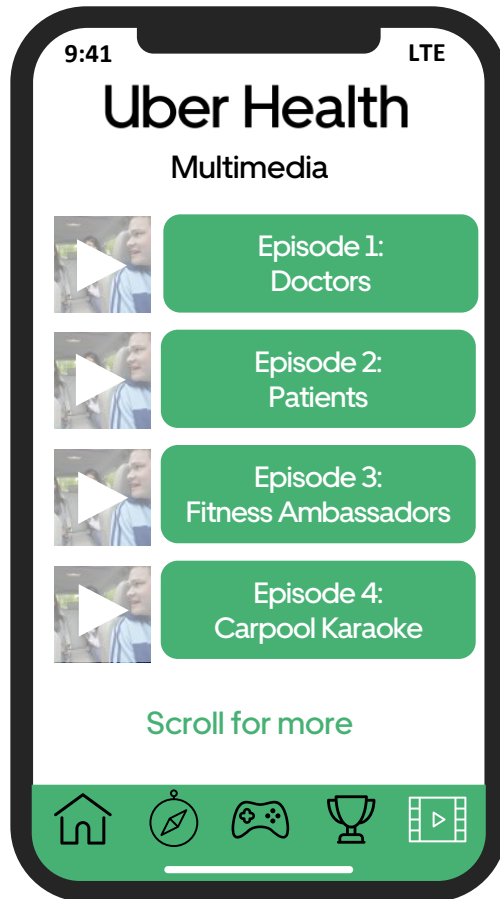 9:41 LTE
Uber Health
Multimedia
Episode 1:
Doctors
Episode 2:
Patients
Episode 3:
Fitness Ambassadors
Episode 4:
Carpool Karaoke
Scroll for more